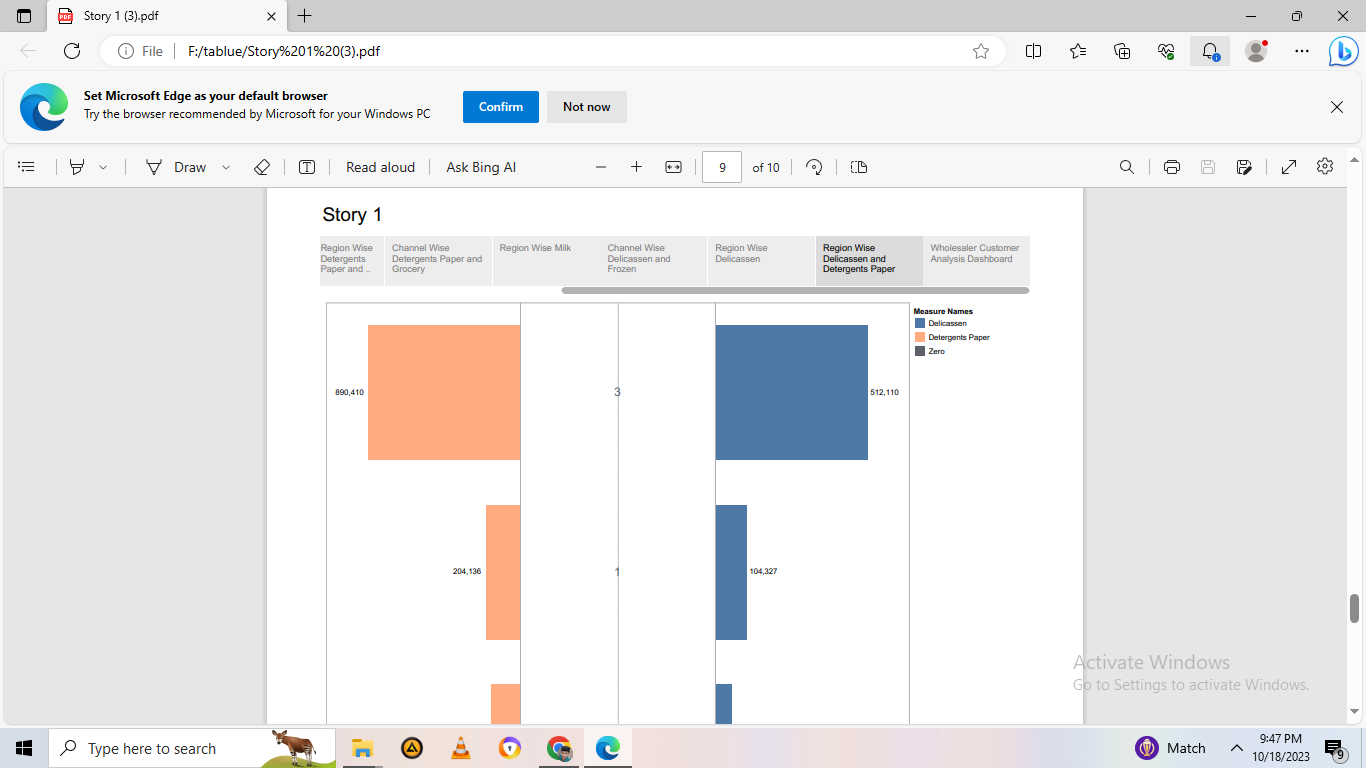 Story 1 (3).pdf
File
F:/tablue/Story%201%20(3).pdf
Set Microsoft Edge as your default browser
Try the browser recommended by Microsoft for your Windows PC
Confirm
Not now
Draw
Read aloud
Ask Bing AI
9
of 10
Story 1
Region Wise
Detergents
Paper and ..
Channel Wise
Detergents Paper and
Grocery
Region Wise Milk
Channel Wise
Delicassen and
Frozen
Region Wise
Delicassen
Region Wise
Delicassen and
Detergents Paper
Wholesaler Customer
Analysis Dashboard
Measure Names
Delicassen
Detergents Paper
Zero
890,410
3
512,110
204,136
1
104,327
Activate Windows
Go to Settings to activate Windows.
Type here to search
Match
9:47 PM
10/18/2023
9